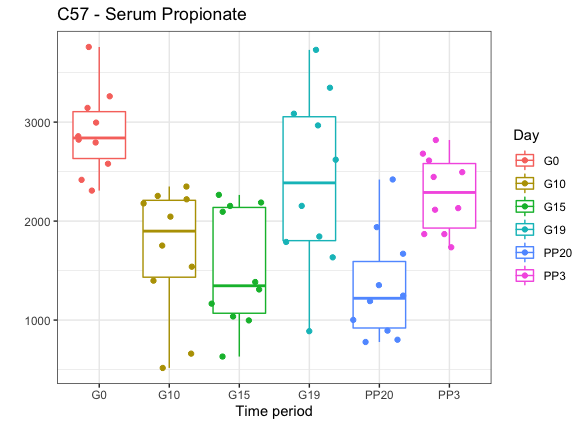 C57 - Serum Propionate
3000
2000
1000
G0 G10 G15 G19 PP20 PP3
Time period
Day
G0
G10
G15
G19
PP20
PP3